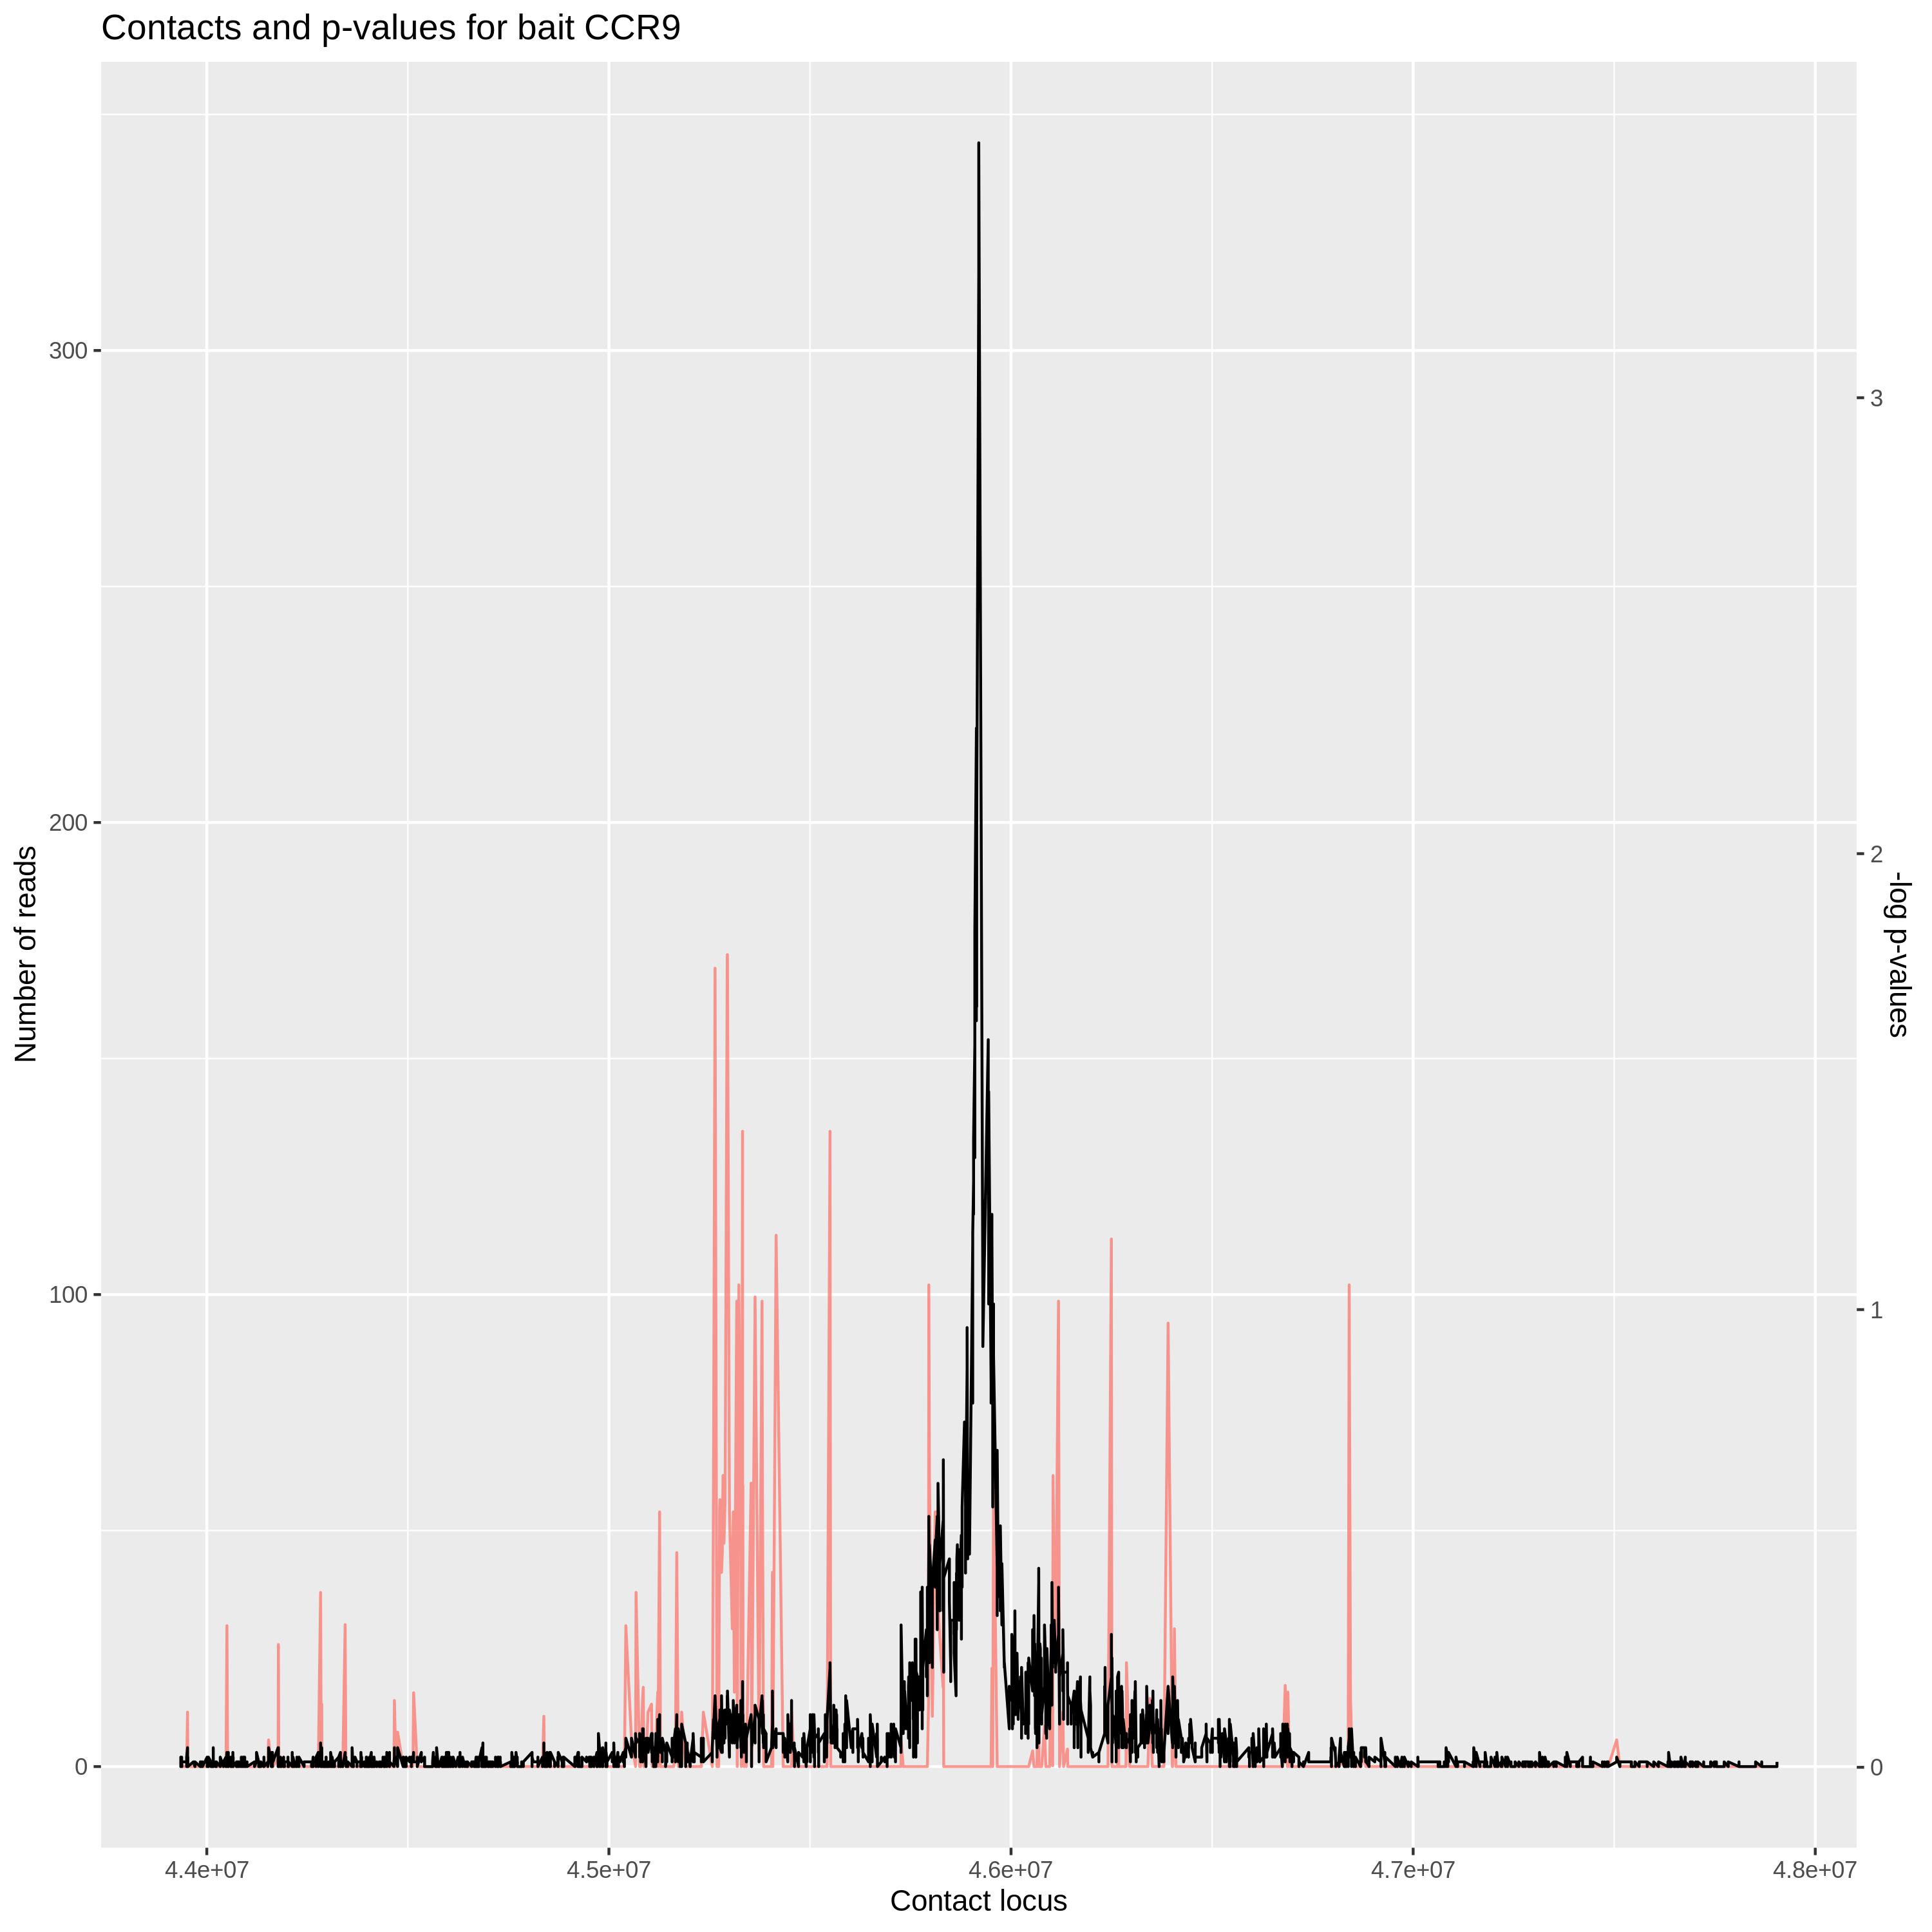 Contacts and p-values for bait CCR9
Number of reads
300
200
100
0
3
2
1
0
-log p-values
4.4e+07 4.5e+07 4.6e+07 4.7e+07 4.8e+07
Contact locus